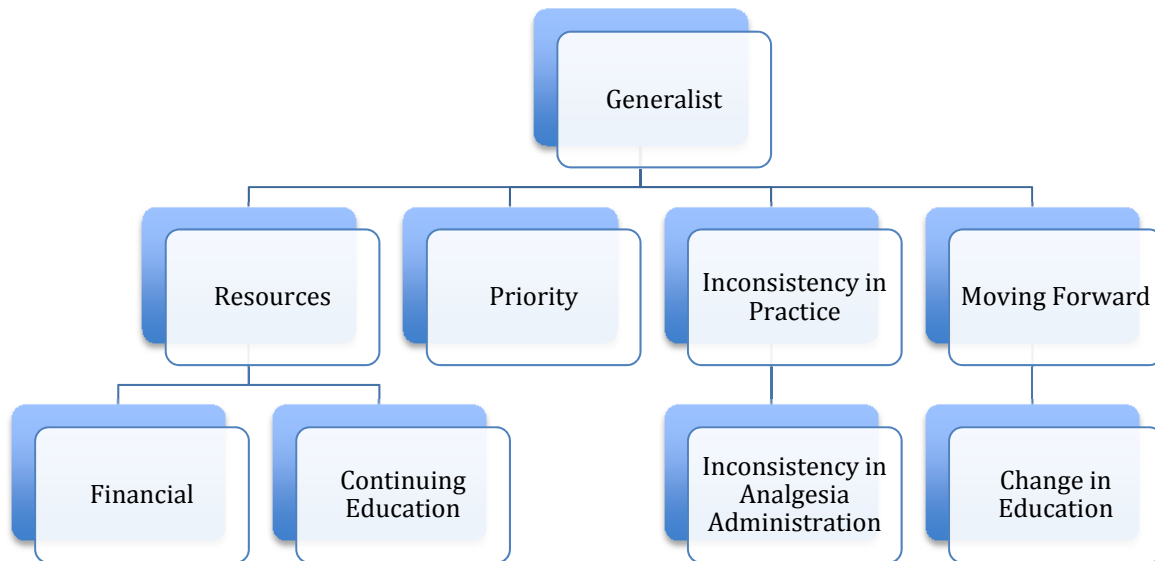 Generalist
Resources
Priority
Inconsistency in
Practice
Moving Forward
Financial
Continuing
Education
Inconsistency in
Analgesia
Administration
Change in
Education